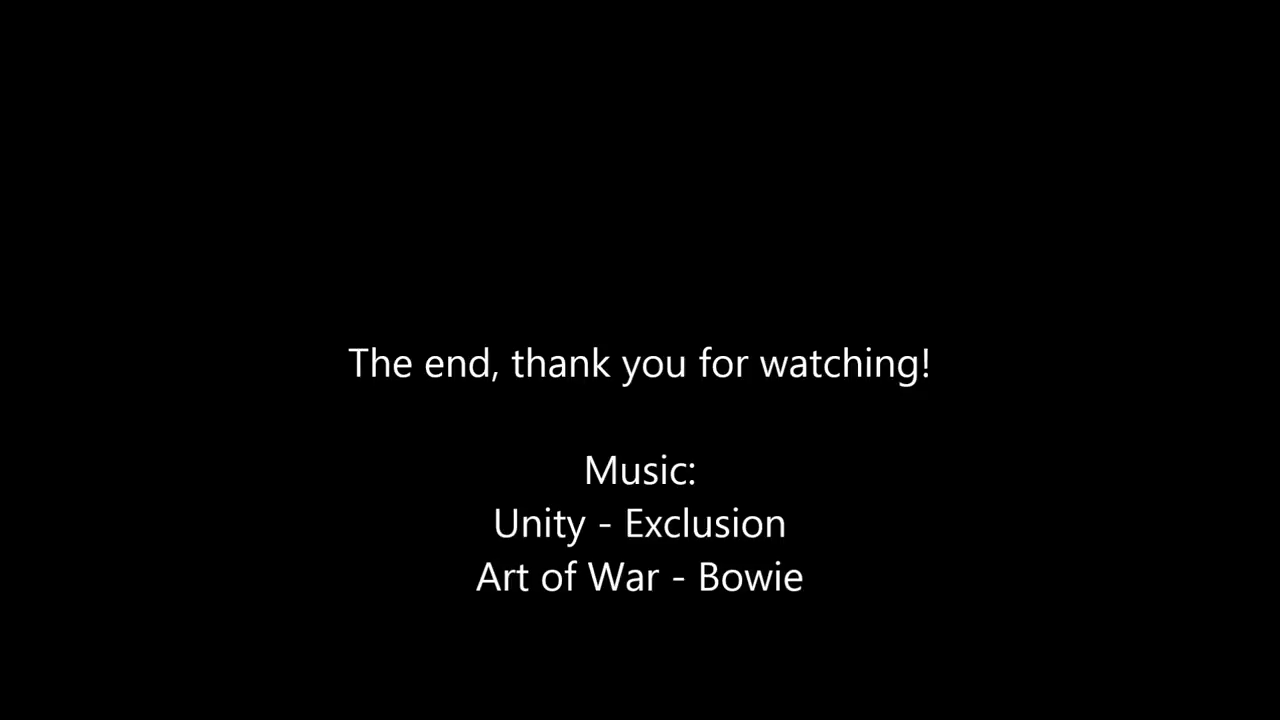 The end, thank you for watching!
Music:
Unity - Exclusion
Art of War - Bowie